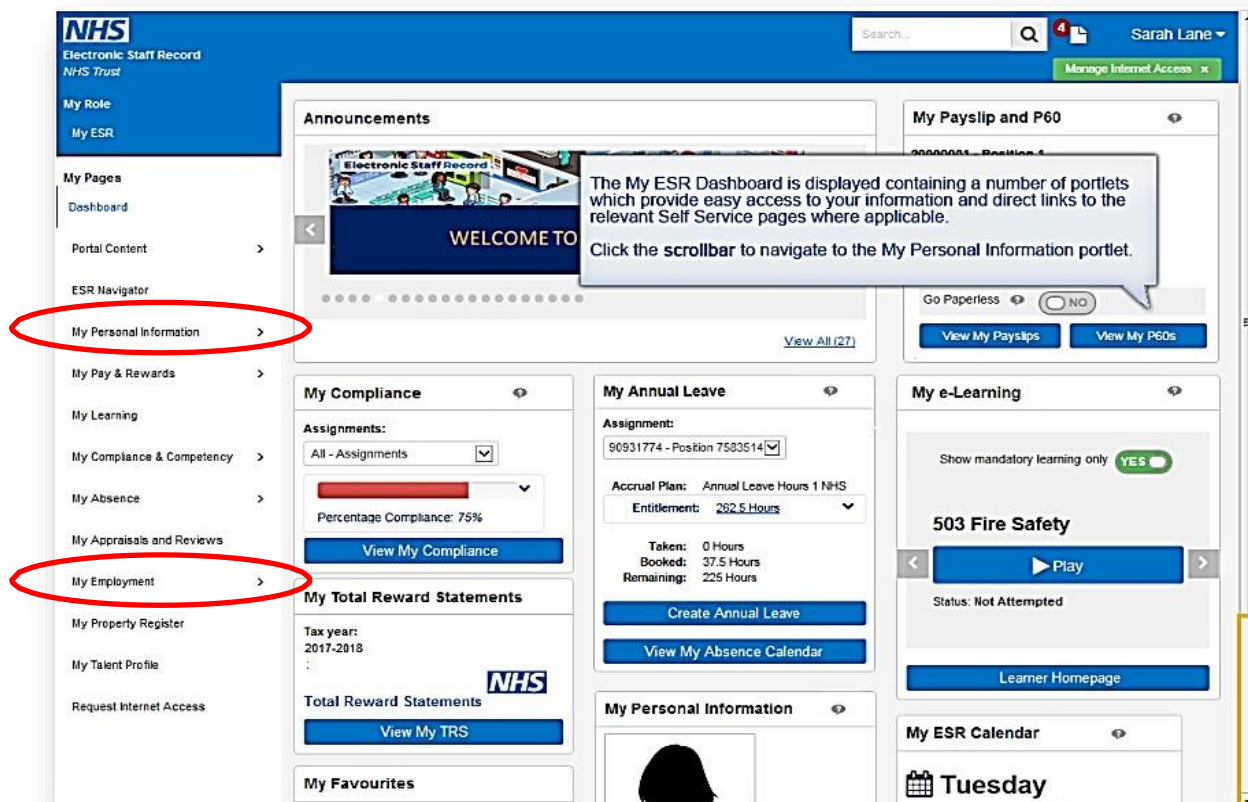 NHS
Electronic Staff Record
NHS Trust
Search...
4
Sarah Lane
Manage Internet Access x
My Role
My ESR
My Pages
Dashboard
Portal Content
ESR Navigator
My Personal Information
My Pay & Rewards
My Learning
My Compliance & Competency
My Absence
My Appraisals and Reviews
My Employment
My Property Register
My Talent Profile
Request Internet Access
Announcements
Electronic Staff Record
WELCOME TO
View All (27)
My Payslip and P60
20000001 - Position 1
The My ESR Dashboard is displayed containing a number of portlets
which provide easy access to your information and direct links to the
relevant Self Service pages where applicable.
Click the scrollbar to navigate to the My Personal Information portlet.
Go Paperless
NO
View My Payslips
View My P60s
My Compliance
Assignments:
All - Assignments
Percentage Compliance: 75%
View My Compliance
My Total Reward Statements
Tax year:
2017-2018
:
NHS
Total Reward Statements
View My TRS
My Favourites
My Annual Leave
Assignment:
90931774 - Position 7583514
Accrual Plan: Annual Leave Hours 1 NHS
Entitlement: 262.5 Hours
Taken: 0 Hours
Booked: 37.5 Hours
Remaining: 225 Hours
Create Annual Leave
View My Absence Calendar
My Personal Information
My e-Learning
Show mandatory learning only
YES
503 Fire Safety
Play
Status: Not Attempted
Learner Homepage
My ESR Calendar
Tuesday